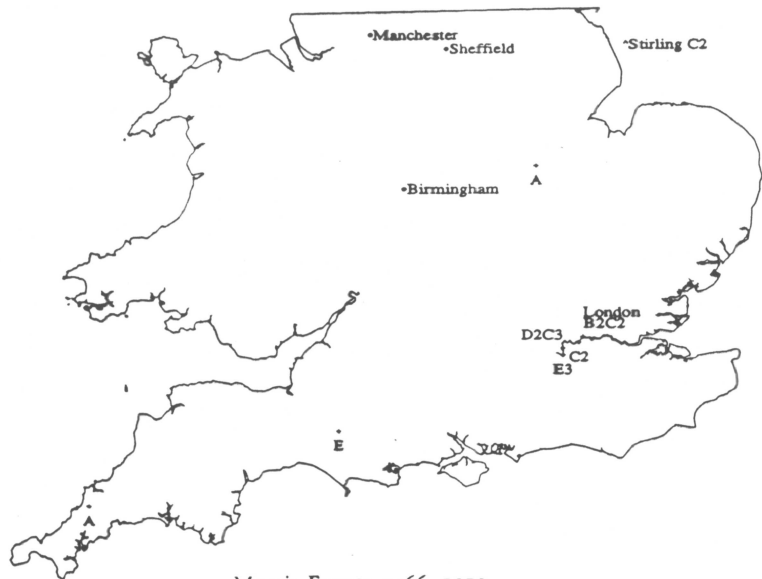 Manchester
Sheffield
Stirling C2
A
Birmingham
London
B2C2
D2C3
C2
E3
E
A